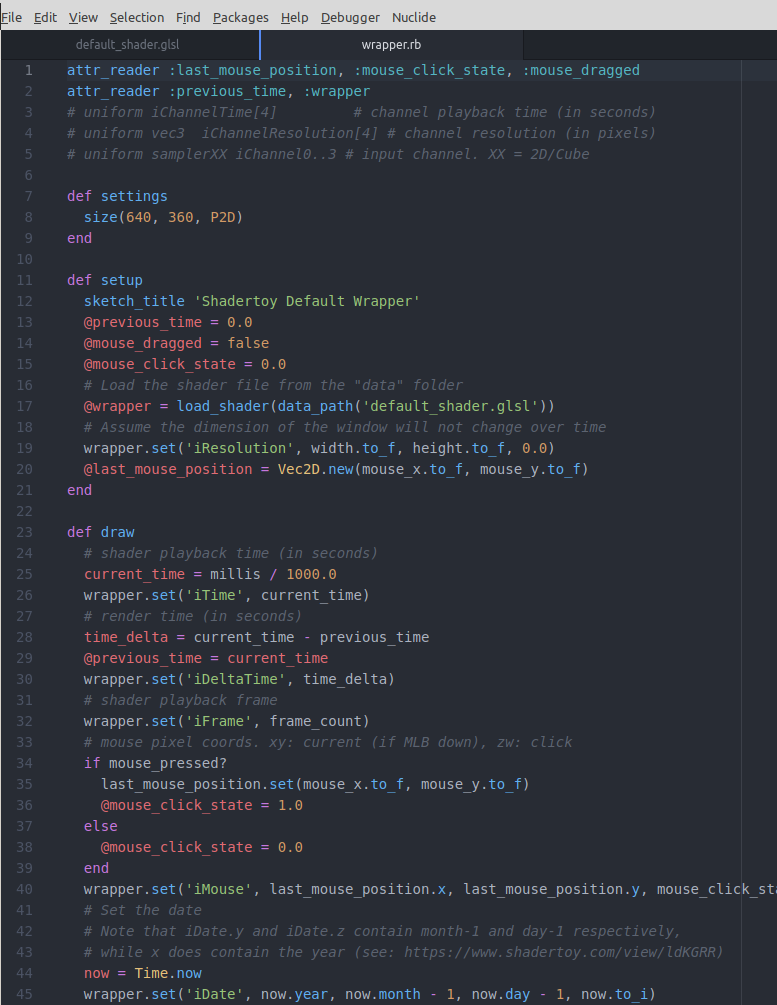 File Edit View Selection Find Packages Help Debugger Nuclide
default_shader.glsl wrapper.rb
1 attr_reader :last_mouse_position, :mouse_click_state, :mouse_dragged
2 attr_reader :previous_time, :wrapper
3 # uniform iChannelTime[4]         # channel playback time (in seconds)
4 # uniform vec3  iChannelResolution[4] # channel resolution (in pixels)
5 # uniform samplerXX iChannel0..3 # input channel. XX = 2D/Cube
6
7 def settings
8   size(640, 360, P2D)
9 end
10
11 def setup
12   sketch_title 'Shadertoy Default Wrapper'
13   @previous_time = 0.0
14   @mouse_dragged = false
15   @mouse_click_state = 0.0
16   # Load the shader file from the "data" folder
17   @wrapper = load_shader(data_path('default_shader.glsl'))
18   # Assume the dimension of the window will not change over time
19   wrapper.set('iResolution', width.to_f, height.to_f, 0.0)
20   @last_mouse_position = Vec2D.new(mouse_x.to_f, mouse_y.to_f)
21 end
22
23 def draw
24   # shader playback time (in seconds)
25   current_time = millis / 1000.0
26   wrapper.set('iTime', current_time)
27   # render time (in seconds)
28   time_delta = current_time - previous_time
29   @previous_time = current_time
30   wrapper.set('iDeltaTime', time_delta)
31   # shader playback frame
32   wrapper.set('iFrame', frame_count)
33   # mouse pixel coords. xy: current (if MLB down), zw: click
34   if mouse_pressed?
35     last_mouse_position.set(mouse_x.to_f, mouse_y.to_f)
36     @mouse_click_state = 1.0
37   else
38     @mouse_click_state = 0.0
39   end
40   wrapper.set('iMouse', last_mouse_position.x, last_mouse_position.y, mouse_click_sta
41   # Set the date
42   # Note that iDate.y and iDate.z contain month-1 and day-1 respectively,
43   # while x does contain the year (see: https://www.shadertoy.com/view/ldKGRR)
44   now = Time.now
45   wrapper.set('iDate', now.year, now.month - 1, now.day - 1, now.to_i)